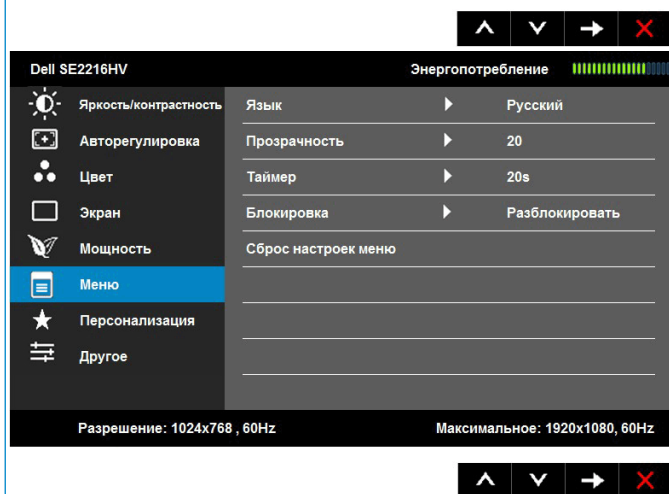 Dell SE2216HV Энергопотребление
Яркость/контрастность Язык Русский
Авторегулировка Прозрачность 20
Цвет Таймер 20s
Экран Блокировка Разблокировать
Мощность Сброс настроек меню
Меню
Персонализация
Другое
Разрешение: 1024x768 , 60Hz Максимальное: 1920x1080, 60Hz